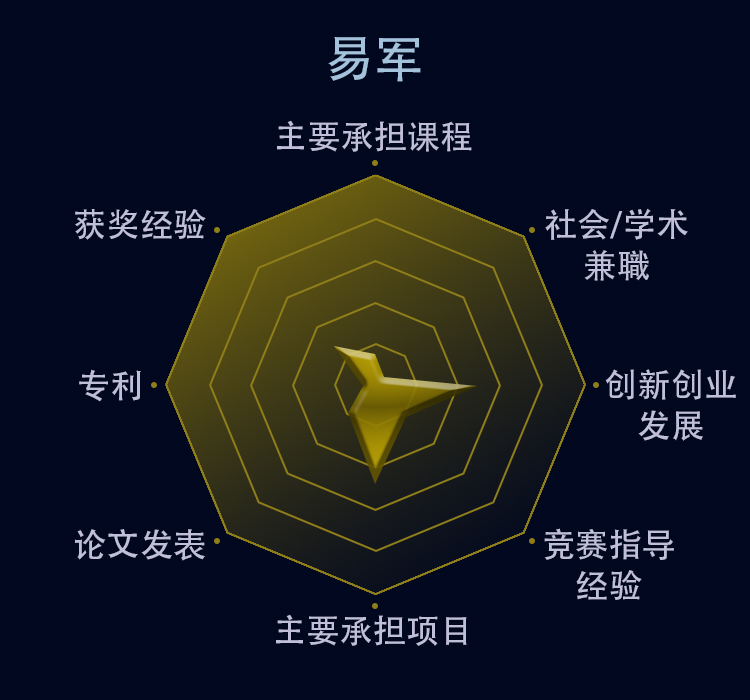 易军
主要承担课程
获奖经验
社会/学术
兼職
专利
创新创业
发展
论文发表
竞赛指导
经验
主要承担项目